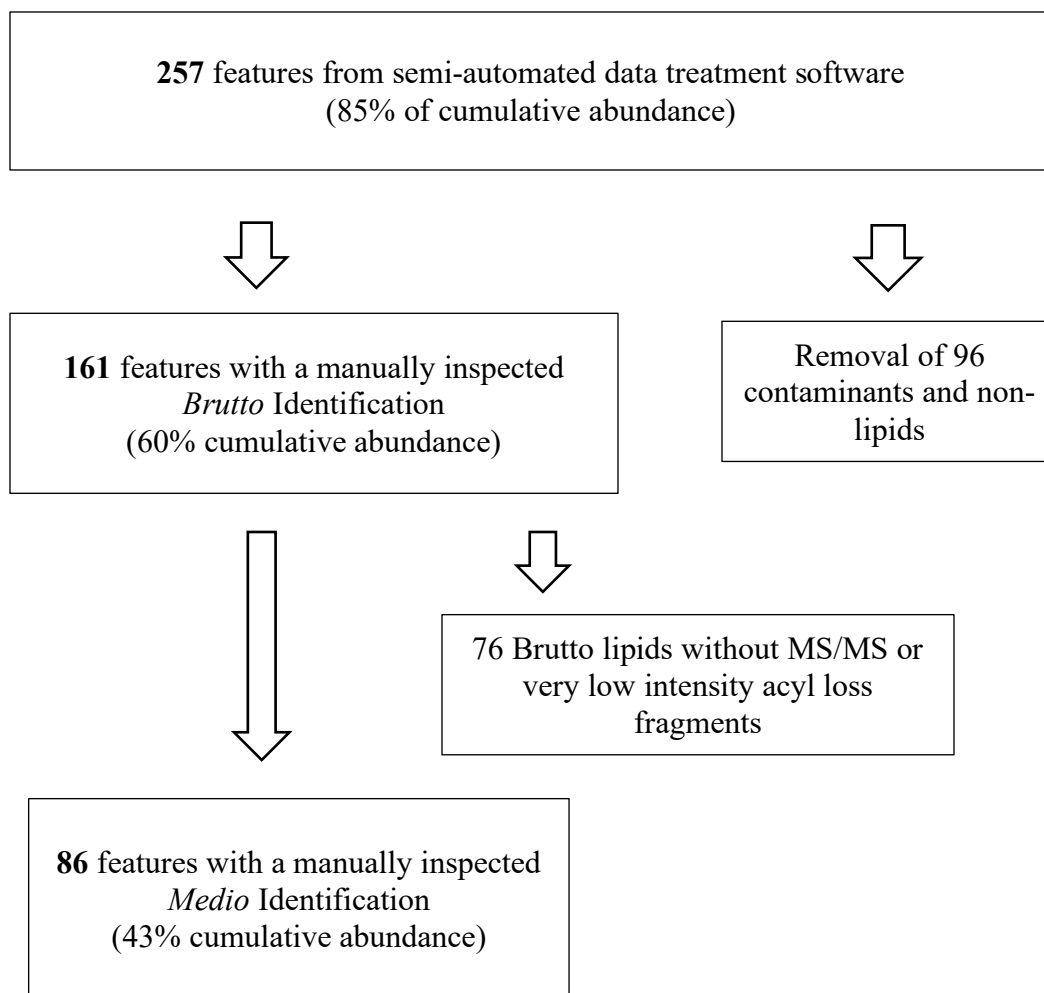 257 features from semi-automated data treatment software
(85% of cumulative abundance)
161 features with a manually inspected
Brutto Identification
(60% cumulative abundance)
Removal of 96
contaminants and non-
lipids
76 Brutto lipids without MS/MS or
very low intensity acyl loss
fragments
86 features with a manually inspected
Medio Identification
(43% cumulative abundance)